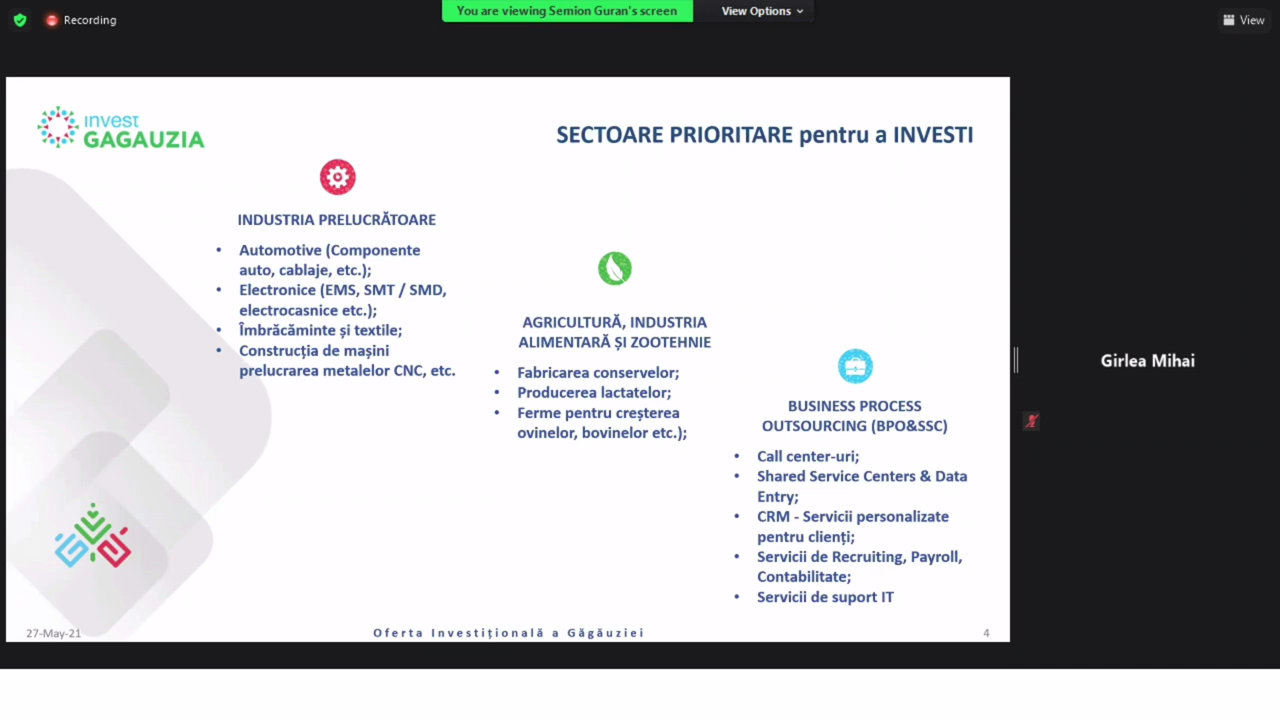 Recording
You are viewing Semion Guran's screen
View Options
View
invest
GAGAUZIA
SECTOARE PRIORITARE pentru a INVESTI
INDUSTRIA PRELUCRĂTOARE
• Automotive (Componente
auto, cablaje, etc.);
• Electronice (EMS, SMT / SMD,
electrocasnice etc.);
• Îmbrăcăminte și textile;
• Construcția de mașini
prelucrarea metalelor CNC, etc.
AGRICULTURĂ, INDUSTRIA
ALIMENTARĂ ȘI ZOOTEHNIE
• Fabricarea conservelor;
• Producerea lactatelor;
• Ferme pentru creșterea
ovinelor, bovinelor etc.);
BUSINESS PROCESS
OUTSOURCING (BPO&SSC)
• Call center-uri;
• Shared Service Centers & Data
Entry;
• CRM - Servicii personalizate
pentru clienți;
• Servicii de Recruiting, Payroll,
Contabilitate;
• Servicii de suport IT
Girlea Mihai
27-May-21
Oferta Investițională a Găgăuziei
4